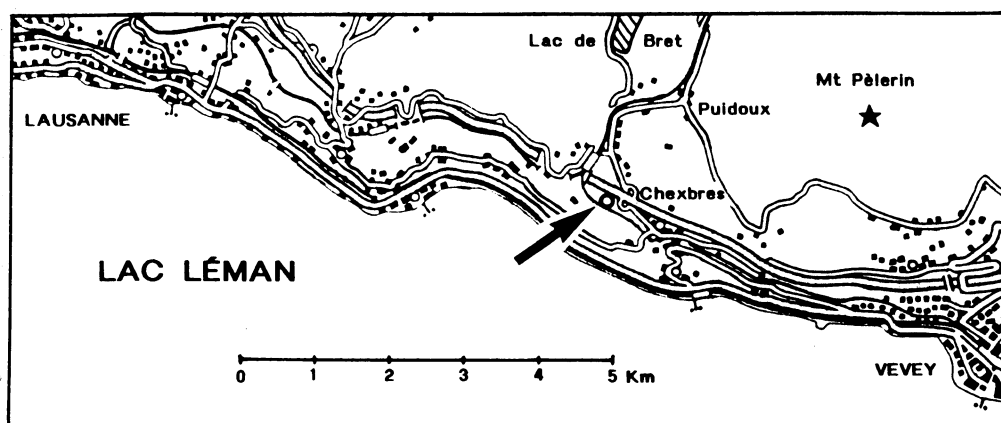 Lac de Bret
Mt Pèlerin
Puidoux
LAUSANNE
Chexbres
LAC LÉMAN
0 1 2 3 4 5 Km
VEVEY